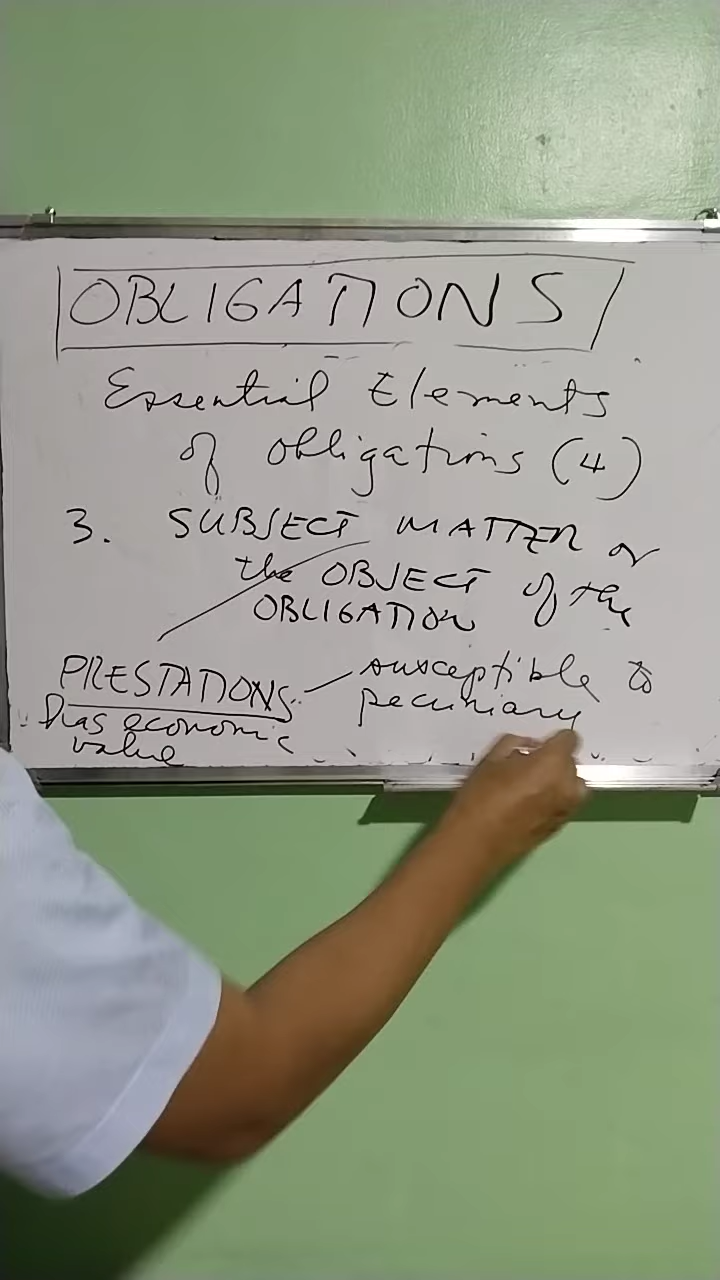 OBLIGATIONS
Essential Elements
of obligations (4)
3. SUBJECT MATTER or
the OBJECT of the
OBLIGATION
PRESTATIONS - susceptible to
pecuniary
has economic
value